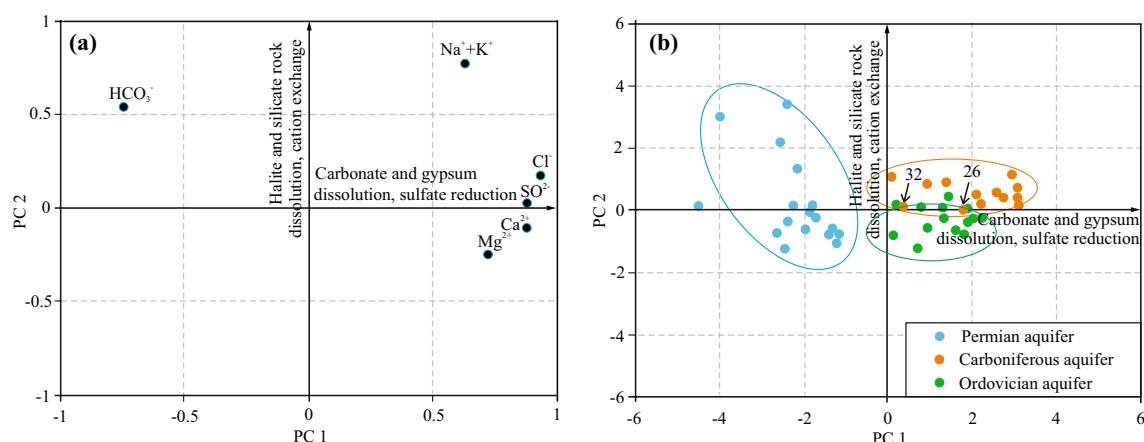 (a)
PC 2
1
0.5
0
-0.5
-1
-1
-0.5
0
0.5
1
PC 1
Halite and silicate rock
dissolution, cation exchange
Carbonate and gypsum
dissolution, sulfate reduction
HCO₃⁻
Na⁺+K⁺
Cl⁻
SO²⁻
Ca²⁺
Mg²⁺
(b)
PC 2
6
4
2
0
-2
-4
-6
-6
-4
-2
0
2
4
6
PC 1
Halite and silicate rock
dissolution, cation exchange
32
26
Carbonate and gypsum
dissolution, sulfate reduction
Permian aquifer
Carboniferous aquifer
Ordovician aquifer